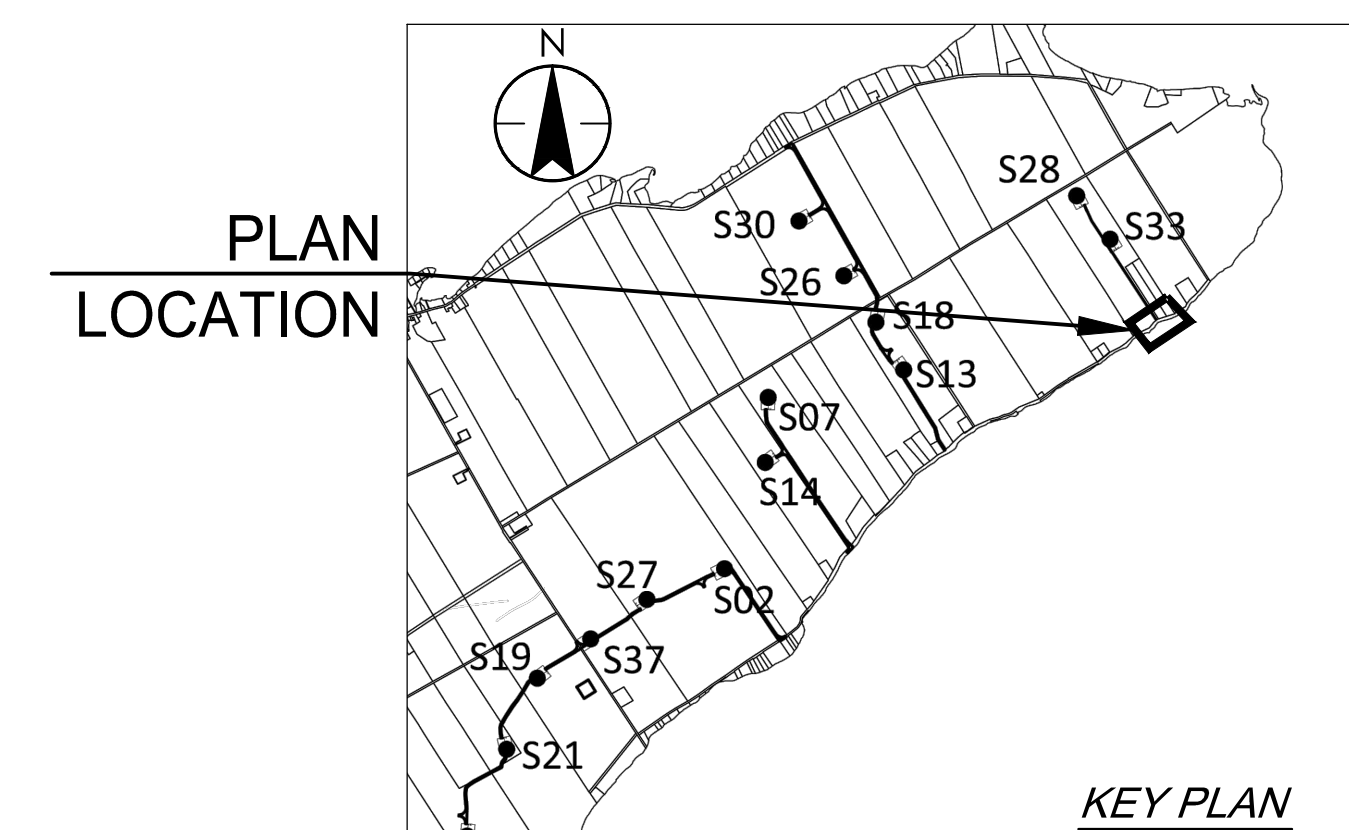 N
S28
PLAN
S30
S33
S26
LOCATION
S18
S13
S07
S14
S27
S02
S19
S37
S21
KEY PLAN